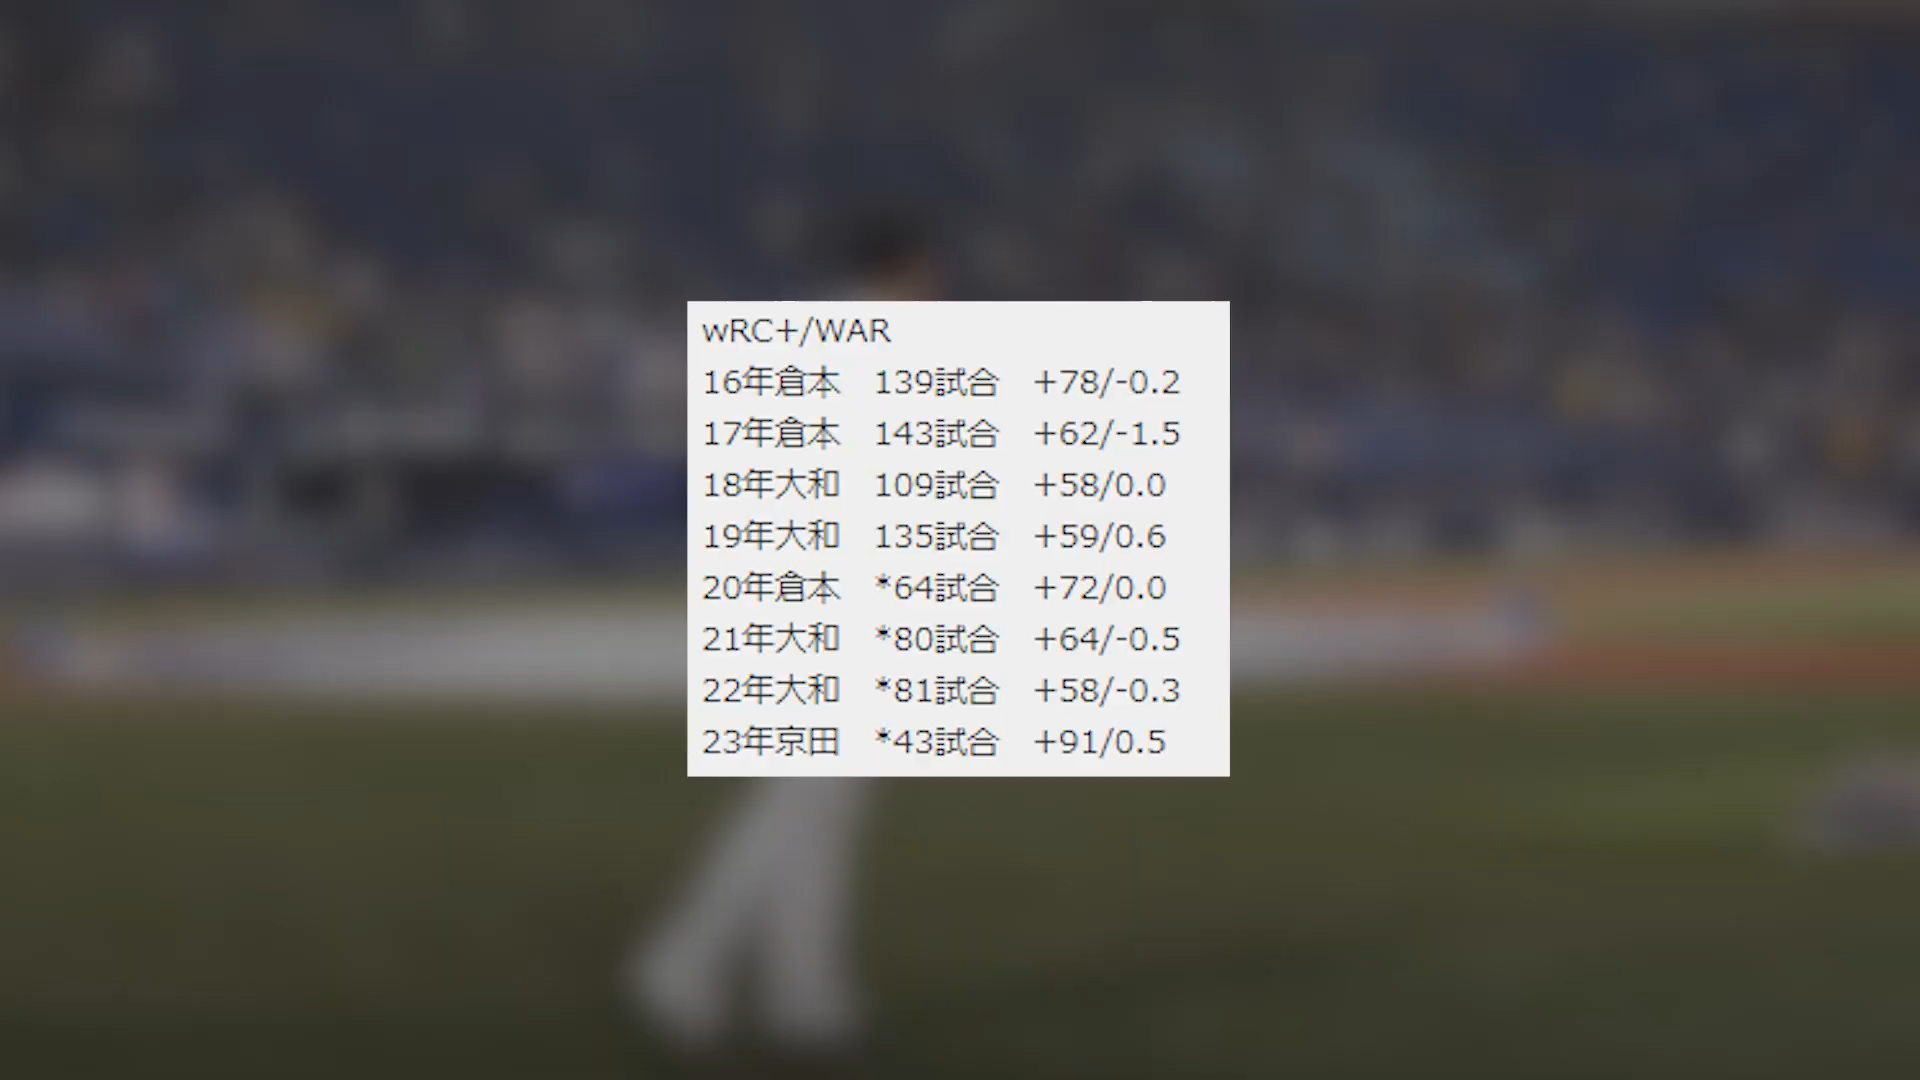 wRC+/WAR
16年倉本　139試合　+78/-0.2
17年倉本　143試合　+62/-1.5
18年大和　109試合　+58/0.0
19年大和　135試合　+59/0.6
20年倉本　*64試合　+72/0.0
21年大和　*80試合　+64/-0.5
22年大和　*81試合　+58/-0.3
23年京田　*43試合　+91/0.5